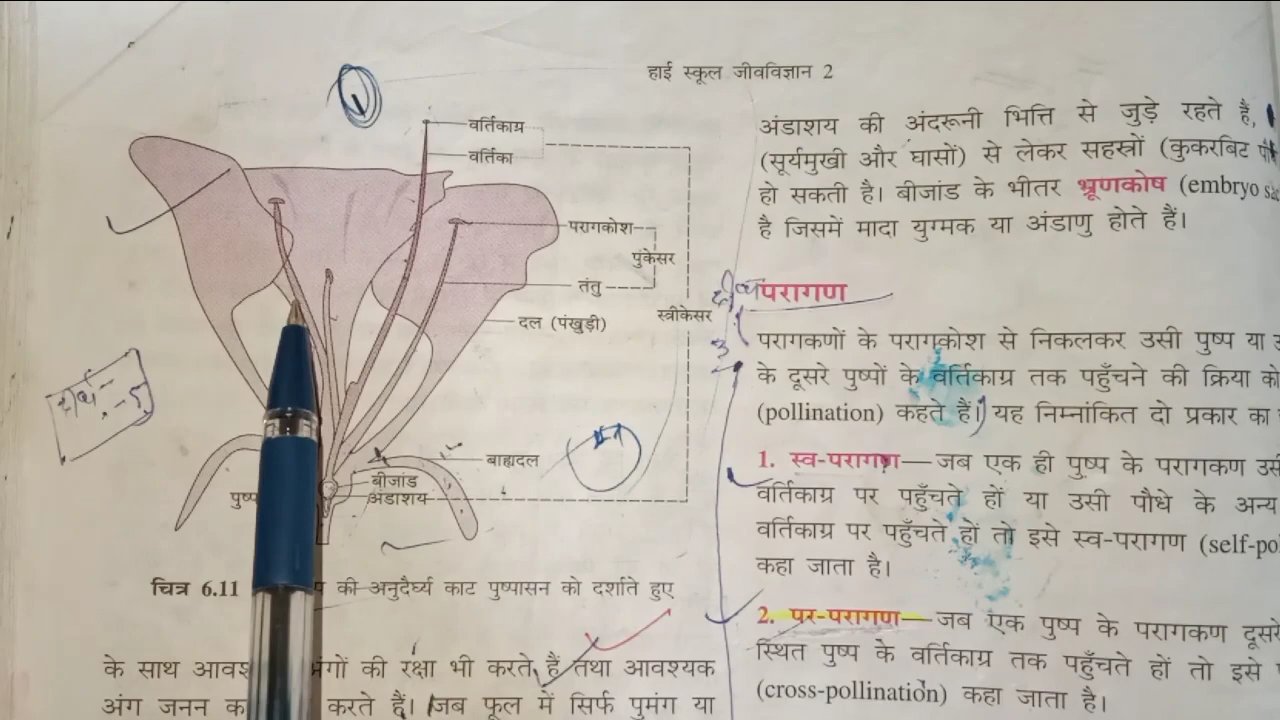 हाई स्कूल जीवविज्ञान 2
वर्तिकाग्र
वर्तिका
परागकोश
पुंकेसर
तंतु
स्त्रीकेसर
दल (पंखुड़ी)
बाह्यदल
बीजांड
अंडाशय
चित्र 6.11 की अनुदैर्घ्य काट पुष्पासन को दर्शाते हुए
के साथ अंगों की रक्षा भी करते हैं तथा आवश्यक
अंग जनन करते हैं। जब फूल में सिर्फ पुमंग या
अंडाशय की अंदरूनी भित्ति से जुड़े रहते हैं,
(सूर्यमुखी और घासों) से लेकर सहस्त्रों (कुकरबिट
हो सकती है। बीजांड के भीतर भ्रूणकोष (embryo
है जिसमें मादा युग्मक या अंडाणु होते हैं।
परागण
परागकणों के परागकोश से निकलकर उसी पुष्प या
के दूसरे पुष्पों के वर्तिकाग्र तक पहुँचने की क्रिया को
(pollination) कहते हैं। यह निम्नांकित दो प्रकार का
1. स्व-परागण—जब एक ही पुष्प के परागकण
वर्तिकाग्र पर पहुँचते हों या उसी पौधे के अन्य
वर्तिकाग्र पर पहुँचते हों तो इसे स्व-परागण
कहा जाता है।
2. पर-परागण—जब एक पुष्प के परागकण
स्थित पुष्प के वर्तिकाग्र तक पहुँचते हों तो इसे
(cross-pollination) कहा जाता है।